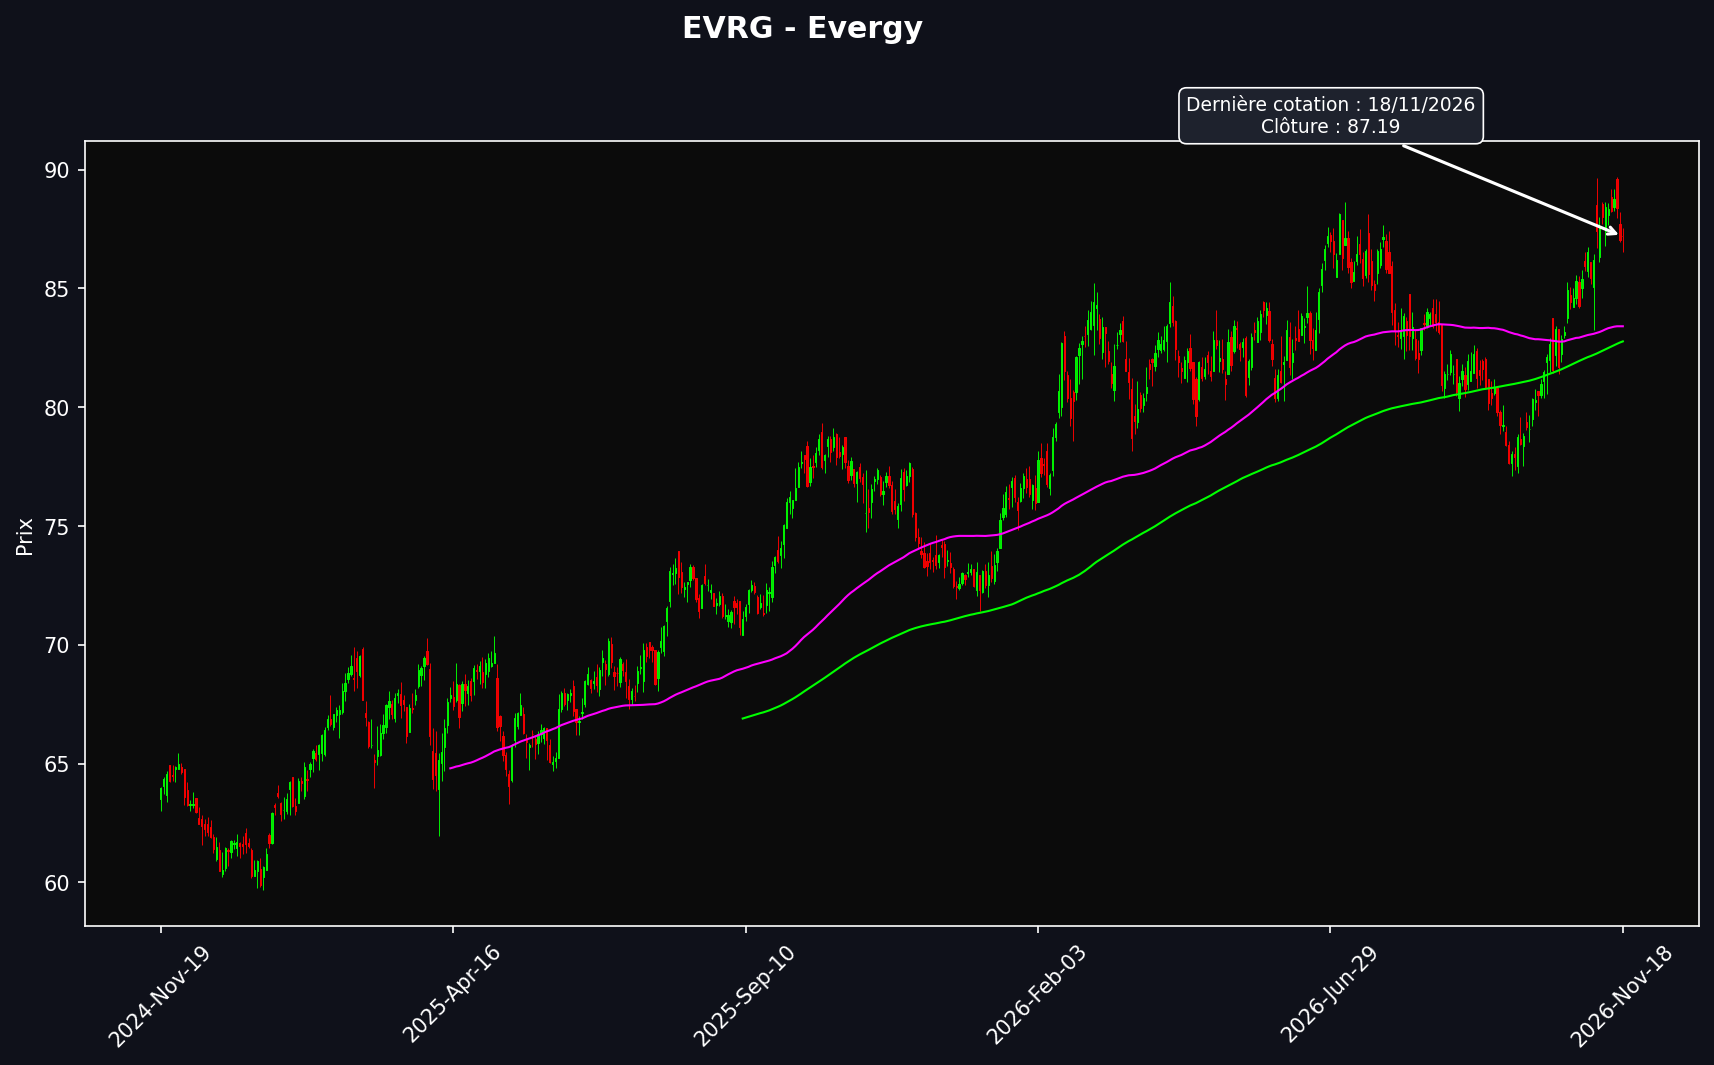 EVRG - Evergy
Dernière cotation : 18/11/2026
Clôture : 87.19
Prix
90
85
80
75
70
65
60
2024-Nov-19
2025-Apr-16
2025-Sep-10
2026-Feb-03
2026-Jun-29
2026-Nov-18